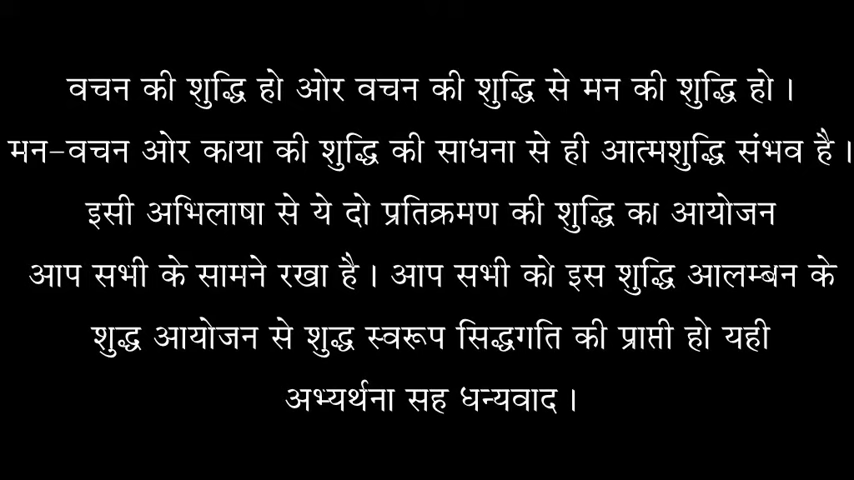 वचन की शुद्धि हो ओर वचन की शुद्धि से मन की शुद्धि हो ।
मन-वचन ओर काया की शुद्धि की साधना से ही आत्मशुद्धि संभव है ।
इसी अभिलाषा से ये दो प्रतिक्रमण की शुद्धि का आयोजन
आप सभी के सामने रखा है । आप सभी को इस शुद्धि आलम्बन के
शुद्ध आयोजन से शुद्ध स्वरूप सिद्धगति की प्राप्ती हो यही
अभ्यर्थना सह धन्यवाद ।